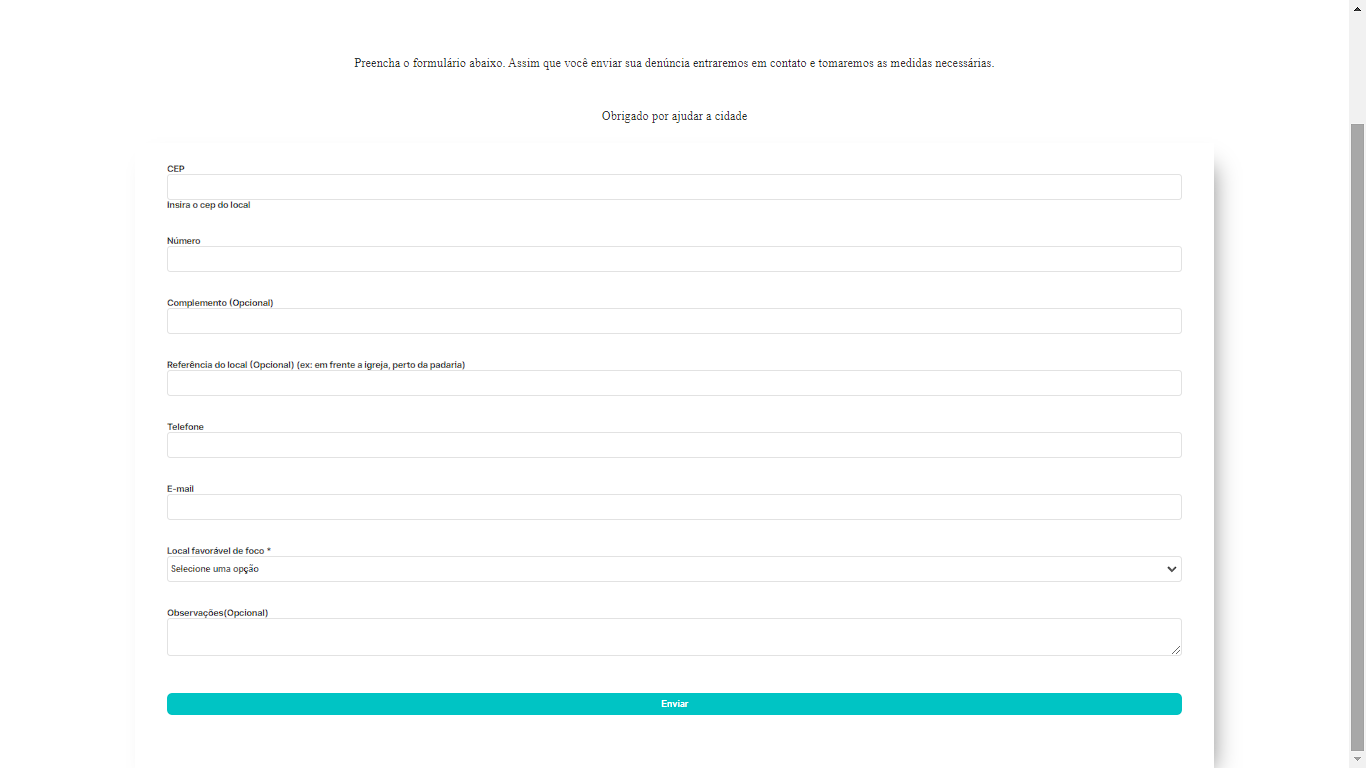 Preencha o formulário abaixo. Assim que você enviar sua denúncia entraremos em contato e tomaremos as medidas necessárias.
Obrigado por ajudar a cidade
CEP
Insira o cep do local
Número
Complemento (Opcional)
Referência do local (Opcional) (ex: em frente a igreja, perto da padaria)
Telefone
E-mail
Local favorável de foco *
Selecione uma opção
Observações(Opcional)
Enviar